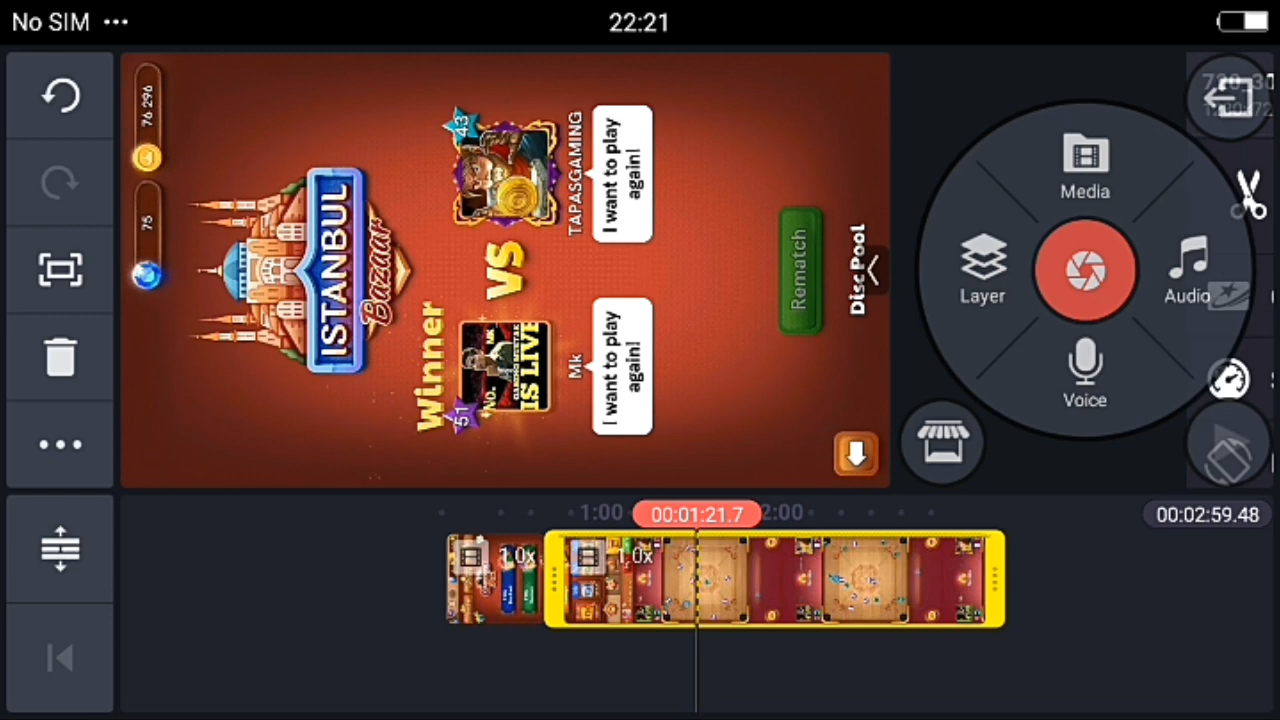 No SIM
22:21
76 296
75
ISTANBUL
Bazaar
Winner
VS
43
TAPASGAMING
I want to play
again!
51
NO.
MK
IS LIVE
Mk
I want to play
again!
Rematch
Disc Pool
Media
Layer
Audio
Voice
1:00
00:01:21.7
2:00
00:02:59.48
1.0x
1.0x